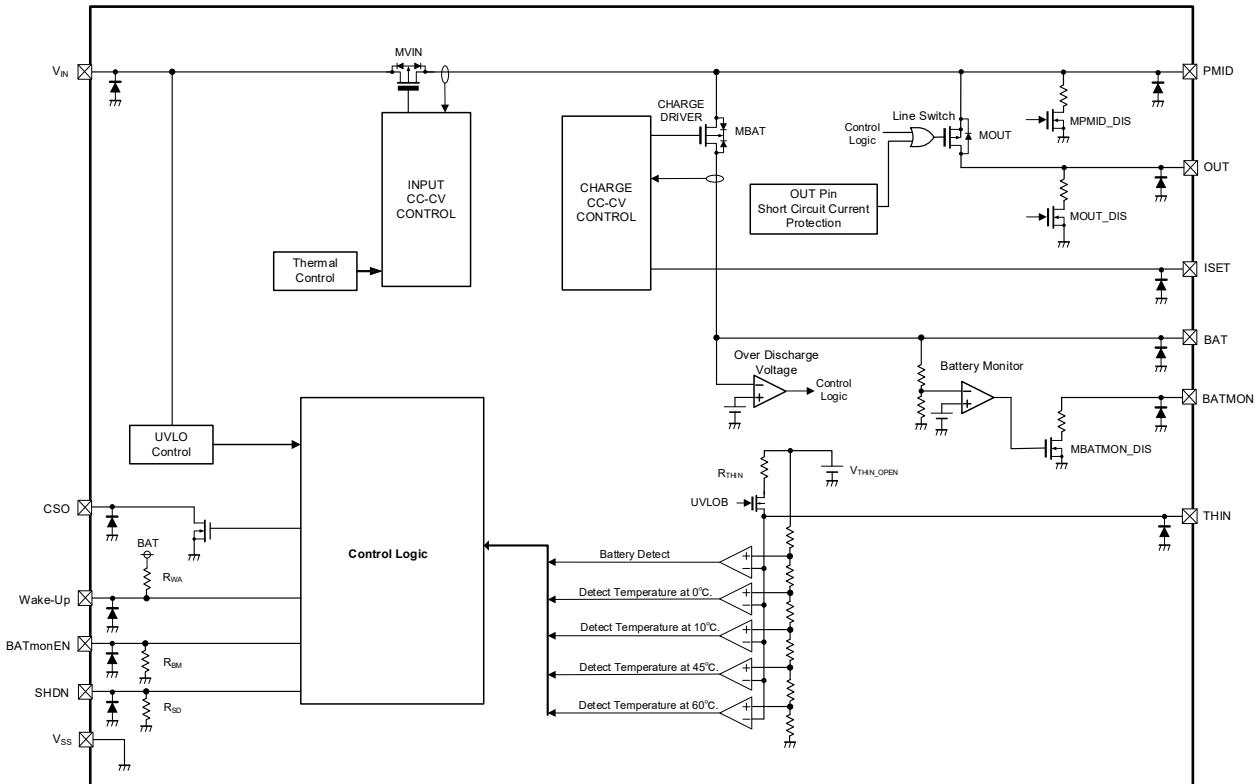 MVIN
V_IN
PMID
CHARGE
DRIVER
MBAT
Line Switch
Control
Logic
MOUT
MPMID_DIS
INPUT
CC-CV
CONTROL
CHARGE
CC-CV
CONTROL
OUT
OUT Pin
Short Circuit Current
Protection
MOUT_DIS
Thermal
Control
ISET
BAT
Over Discharge
Voltage
Control
Logic
Battery Monitor
BATMON
MBATMON_DIS
UVLO
Control
R_THIN
V_THIN_OPEN
UVLOB
THIN
CSO
BAT
R_WA
Wake-Up
BATmonEN
R_BM
SHDN
R_SD
V_SS
Control Logic
Battery Detect
Detect Temperature at 0°C.
Detect Temperature at 10°C.
Detect Temperature at 45°C.
Detect Temperature at 60°C.